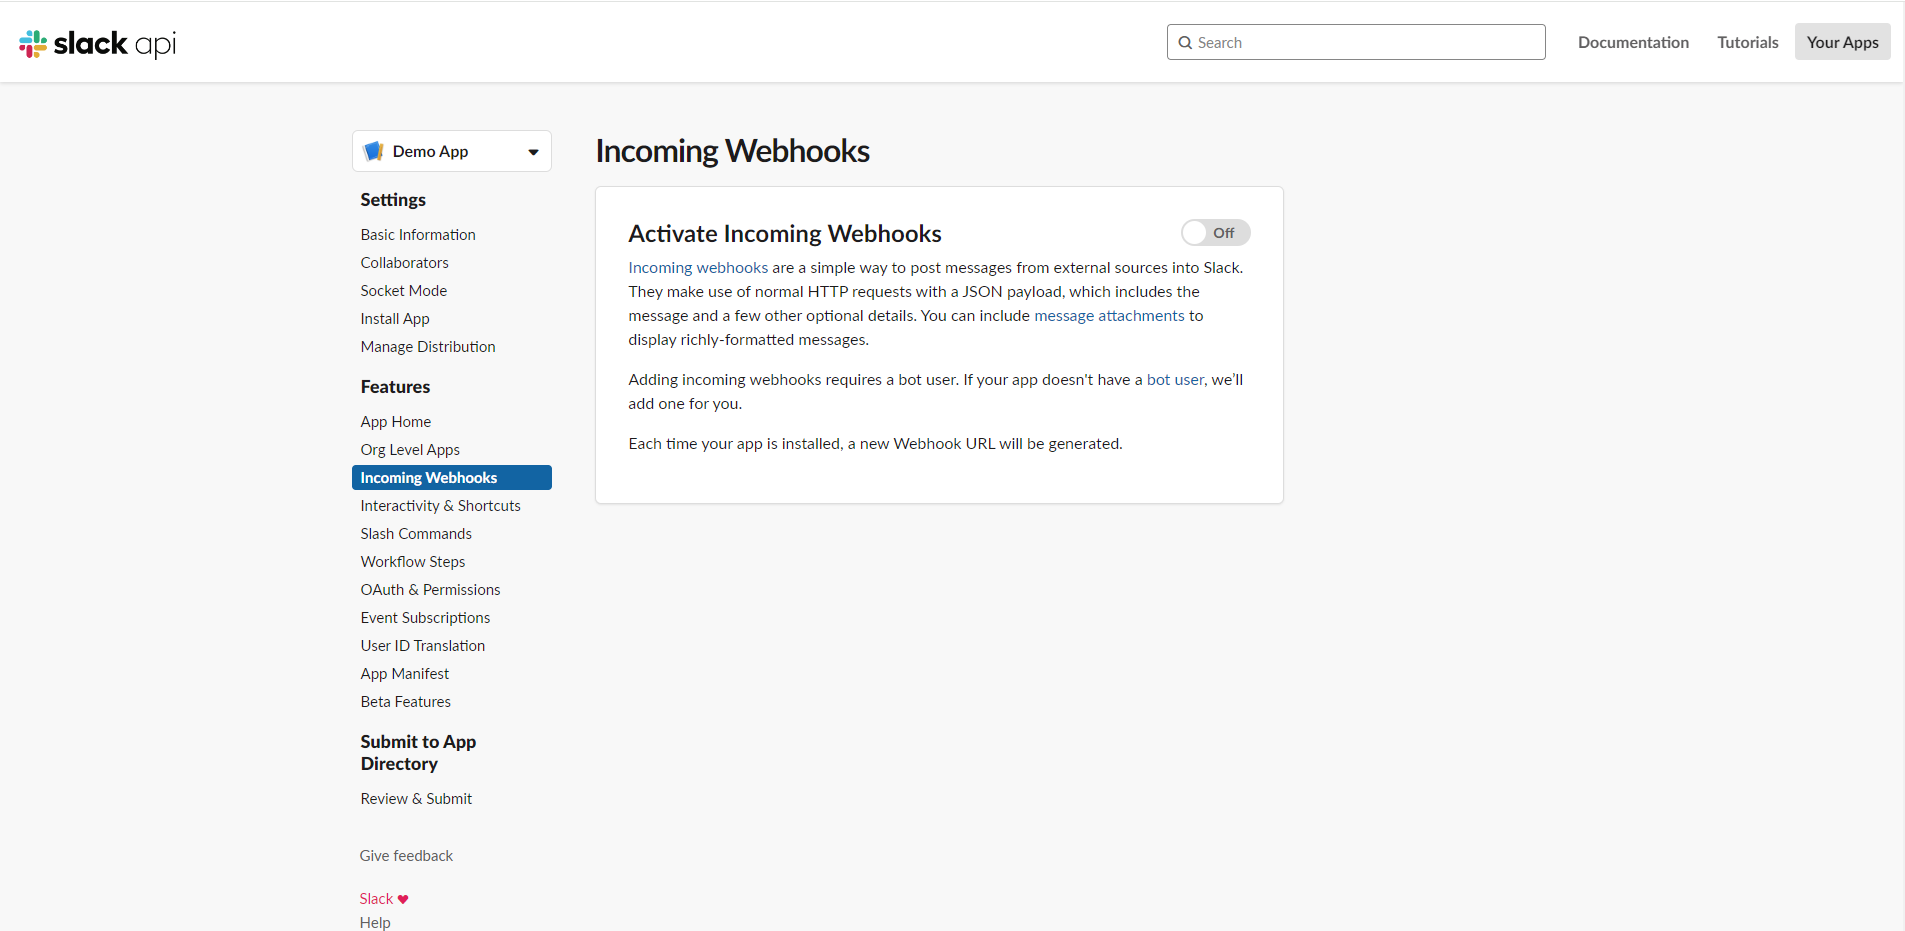 slack api
Search
Documentation
Tutorials
Your Apps
Demo App
Settings
Basic Information
Collaborators
Socket Mode
Install App
Manage Distribution
Features
App Home
Org Level Apps
Incoming Webhooks
Interactivity & Shortcuts
Slash Commands
Workflow Steps
OAuth & Permissions
Event Subscriptions
User ID Translation
App Manifest
Beta Features
Submit to App
Directory
Review & Submit
Give feedback
Slack ♥
Help
Incoming Webhooks
Activate Incoming Webhooks
Off
Incoming webhooks are a simple way to post messages from external sources into Slack.
They make use of normal HTTP requests with a JSON payload, which includes the
message and a few other optional details. You can include message attachments to
display richly-formatted messages.
Adding incoming webhooks requires a bot user. If your app doesn't have a bot user, we’ll
add one for you.
Each time your app is installed, a new Webhook URL will be generated.